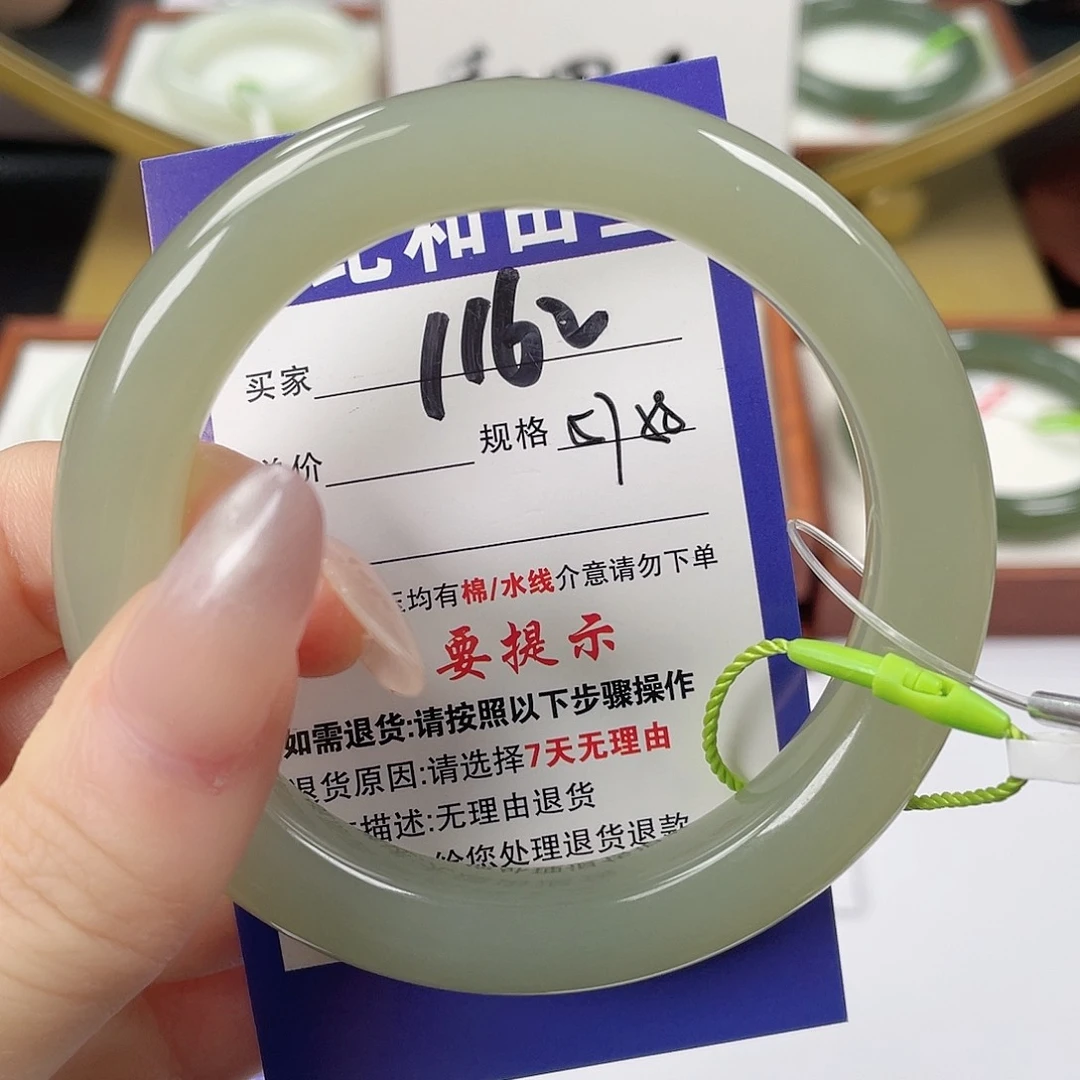 和田
1162
买家
规格 57x8
价
均有棉/水线介意请勿下单
要提示
如需退货:请按照以下步骤操作
退货原因:请选择7天无理由
描述:无理由退货
给您处理退货退款